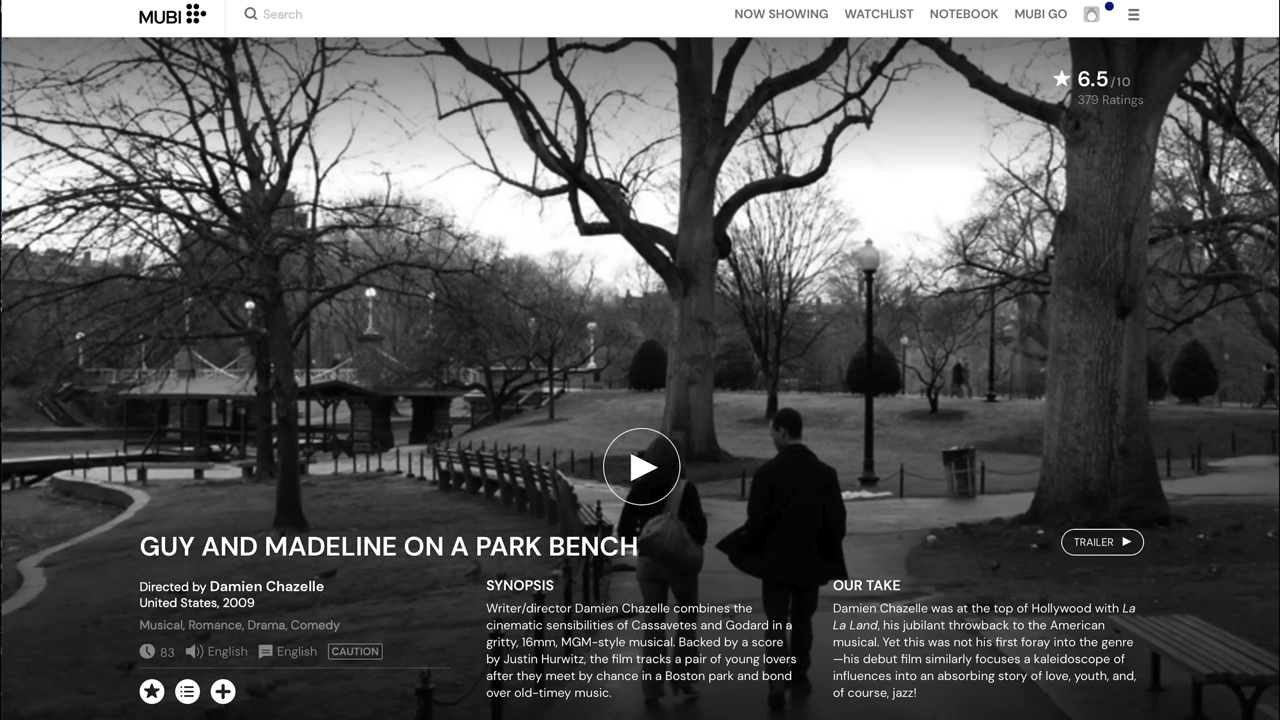 MUBI
Search
NOW SHOWING
WATCHLIST
NOTEBOOK
MUBI GO
6.5/10
379 Ratings
GUY AND MADELINE ON A PARK BENCH
TRAILER
Directed by Damien Chazelle
United States, 2009
Musical, Romance, Drama, Comedy
83 English English CAUTION
SYNOPSIS
Writer/director Damien Chazelle combines the
cinematic sensibilities of Cassavetes and Godard in a
gritty, 16mm, MGM-style musical. Backed by a score
by Justin Hurwitz, the film tracks a pair of young lovers
after they meet by chance in a Boston park and bond
over old-timey music.
OUR TAKE
Damien Chazelle was at the top of Hollywood with La
La Land, his jubilant throwback to the American
musical. Yet this was not his first foray into the genre
—his debut film similarly focuses a kaleidoscope of
influences into an absorbing story of love, youth, and,
of course, jazz!